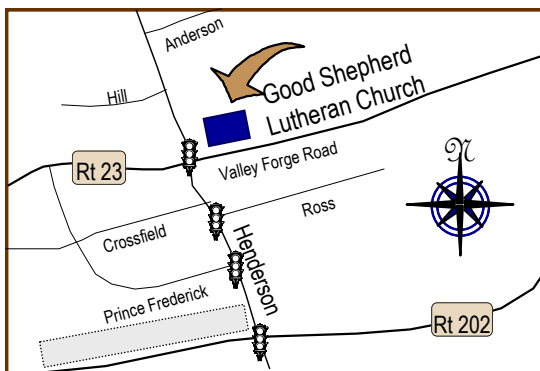 Anderson
Good Shepherd
Lutheran Church
Hill
N
Rt 23
Valley Forge Road
Ross
Crossfield
Henderson
Prince Frederick
Rt 202